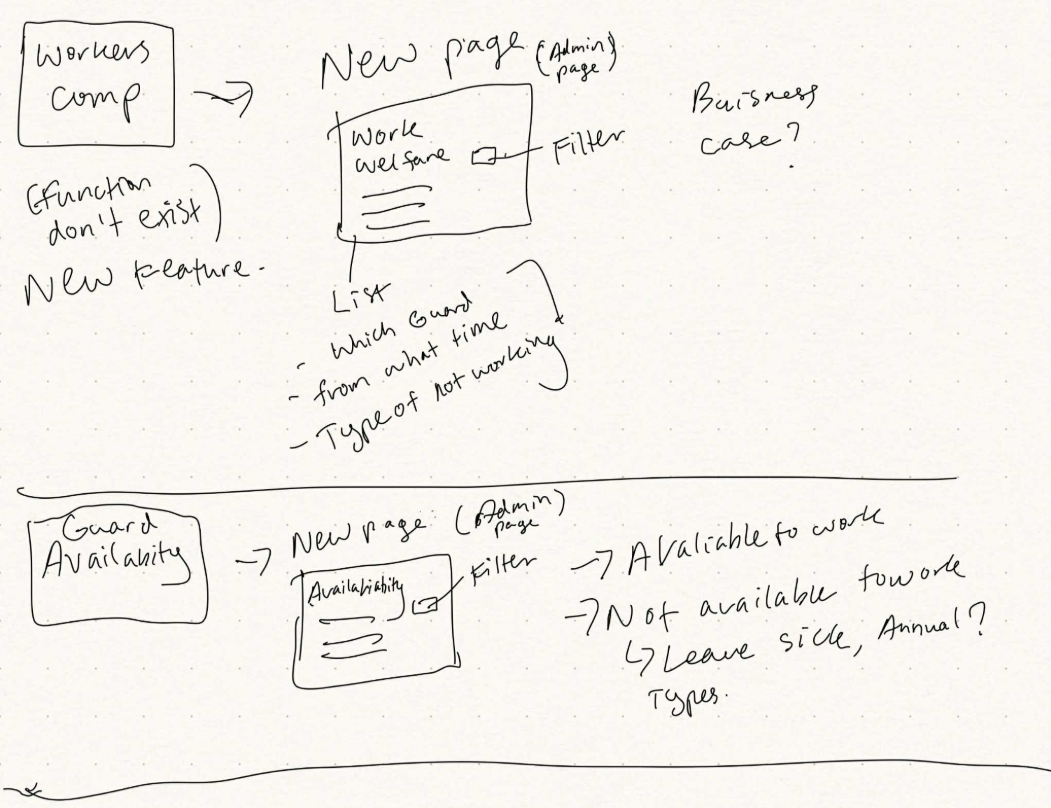 Workers
comp
New page (Admin
page)
Work
welfare
Filter
Buisness
case?
(function
don't exist)
New Feature.
List
- Which Guard
- from what time
- Type of not working
Guard
Availabity
New page (Admin
page)
Availabiabity
Filter
→ Avaliable to work
→ Not available to work
↳ Leave sick, Annual?
Types.